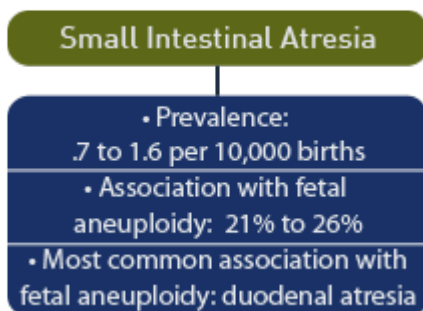 Small Intestinal Atresia
• Prevalence:
.7 to 1.6 per 10,000 births
• Association with fetal
aneuploidy: 21% to 26%
• Most common association with
fetal aneuploidy: duodenal atresia